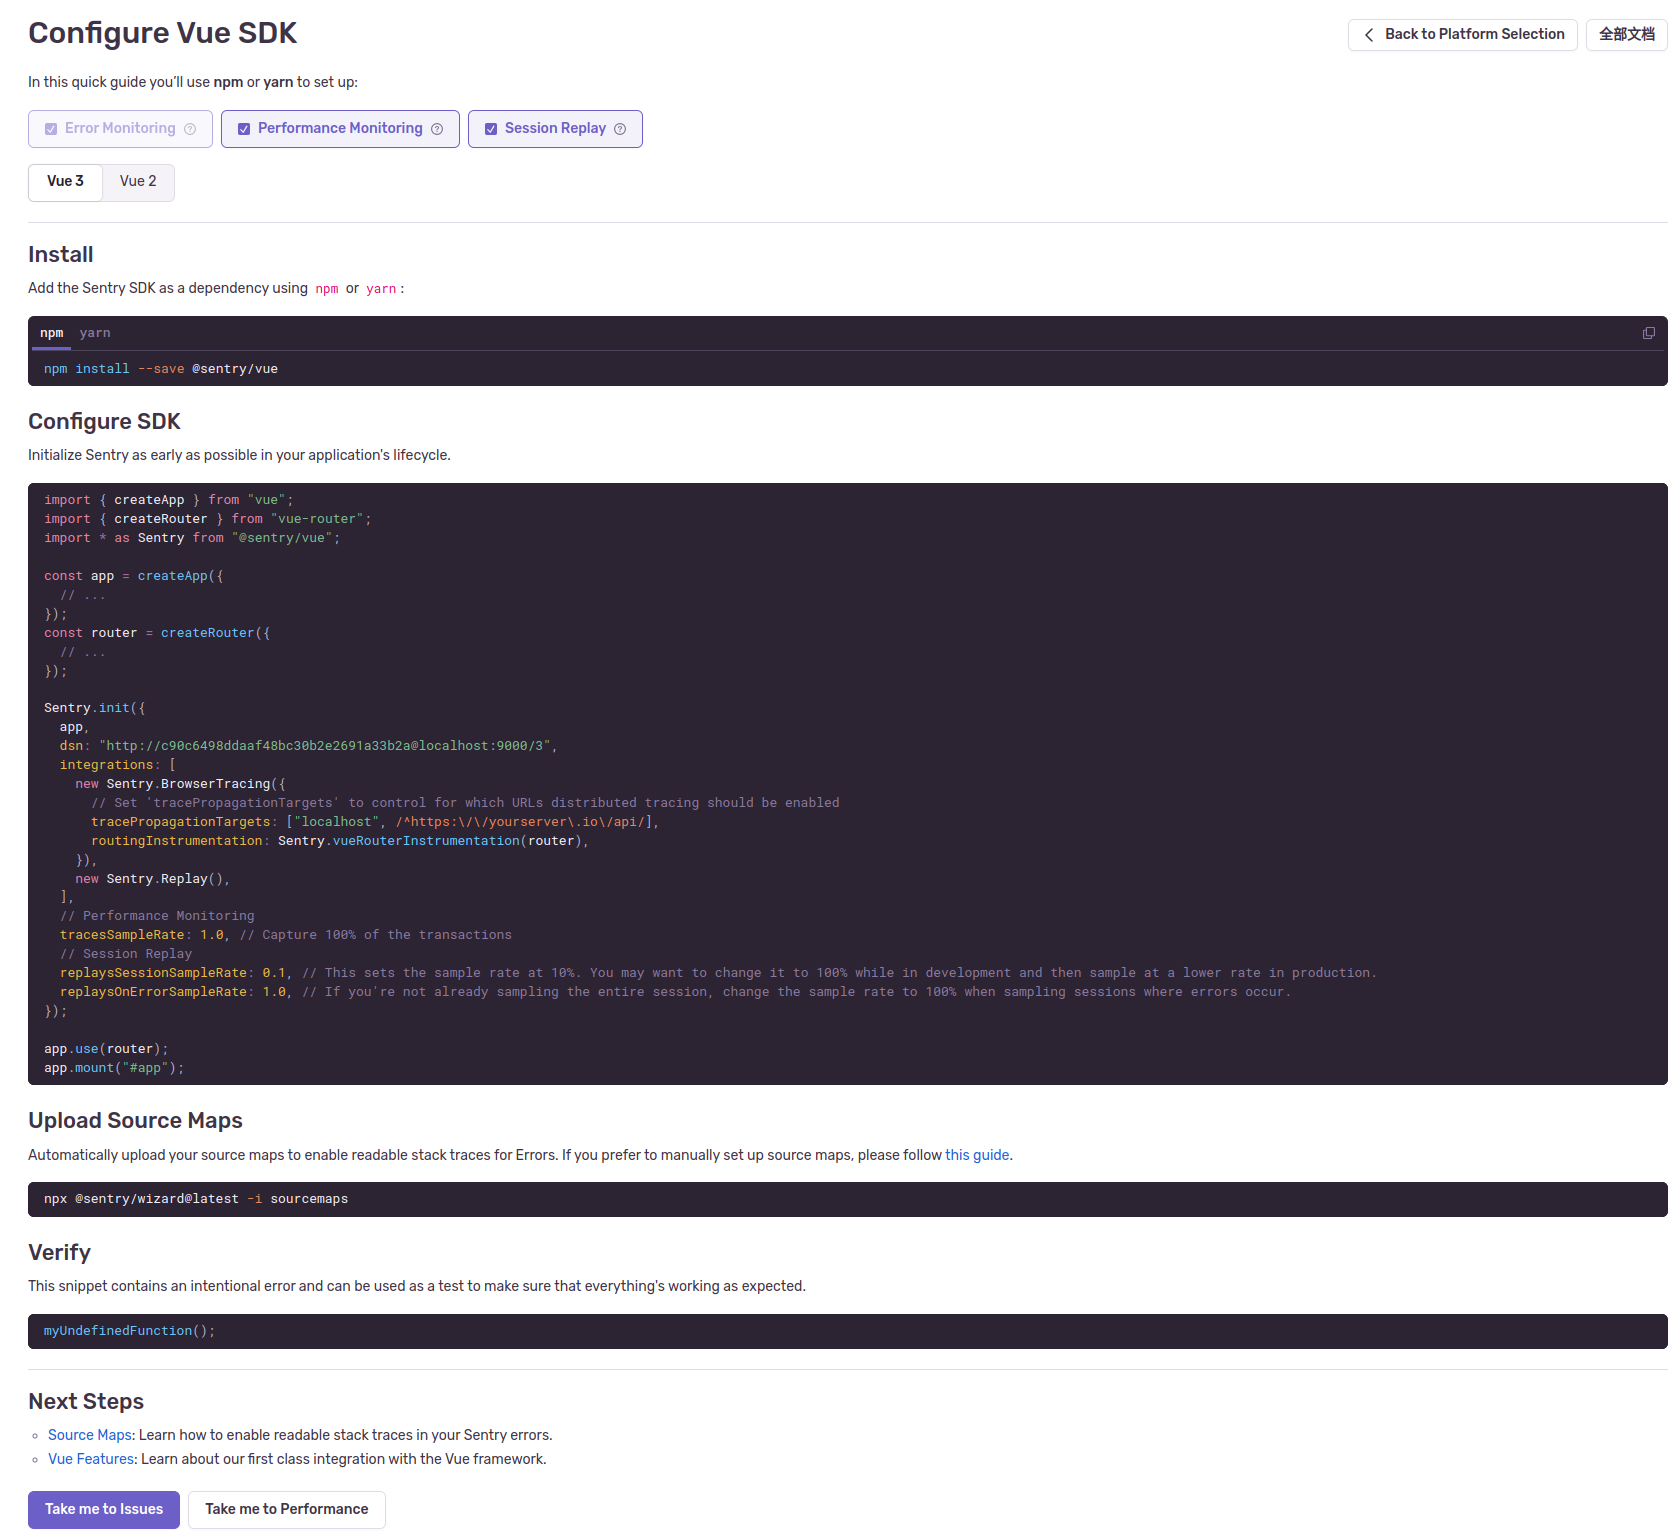 Configure Vue SDK
Back to Platform Selection
全部文档
In this quick guide you'll use npm or yarn to set up:
Error Monitoring
Performance Monitoring
Session Replay
Vue 3
Vue 2
Install
Add the Sentry SDK as a dependency using npm or yarn :
npm yarn
npm install --save @sentry/vue
Configure SDK
Initialize Sentry as early as possible in your application's lifecycle.
import { createApp } from "vue";
import { createRouter } from "vue-router";
import * as Sentry from "@sentry/vue";
const app = createApp({
  // ...
});
const router = createRouter({
  // ...
});
Sentry.init({
  app,
  dsn: "http://c90c6498ddaaf48bc30b2e2691a33b2a@localhost:9000/3",
  integrations: [
    new Sentry.BrowserTracing({
      // Set 'tracePropagationTargets' to control for which URLs distributed tracing should be enabled
      tracePropagationTargets: ["localhost", /^https:\/\/yourserver\.io\/api/],
      routingInstrumentation: Sentry.vueRouterInstrumentation(router),
    }),
    new Sentry.Replay(),
  ],
  // Performance Monitoring
  tracesSampleRate: 1.0, // Capture 100% of the transactions
  // Session Replay
  replaysSessionSampleRate: 0.1, // This sets the sample rate at 10%. You may want to change it to 100% while in development and then sample at a lower rate in production.
  replaysOnErrorSampleRate: 1.0, // If you're not already sampling the entire session, change the sample rate to 100% when sampling sessions where errors occur.
});
app.use(router);
app.mount("#app");
Upload Source Maps
Automatically upload your source maps to enable readable stack traces for Errors. If you prefer to manually set up source maps, please follow this guide.
npx @sentry/wizard@latest -i sourcemaps
Verify
This snippet contains an intentional error and can be used as a test to make sure that everything's working as expected.
myUndefinedFunction();
Next Steps
Source Maps: Learn how to enable readable stack traces in your Sentry errors.
Vue Features: Learn about our first class integration with the Vue framework.
Take me to Issues
Take me to Performance